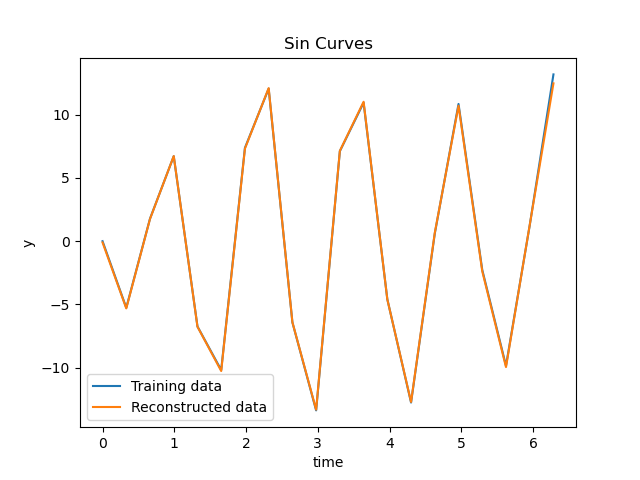 Sin Curves
10
5
0
−5
−10
y
Training data
Reconstructed data
0 1 2 3 4 5 6
time